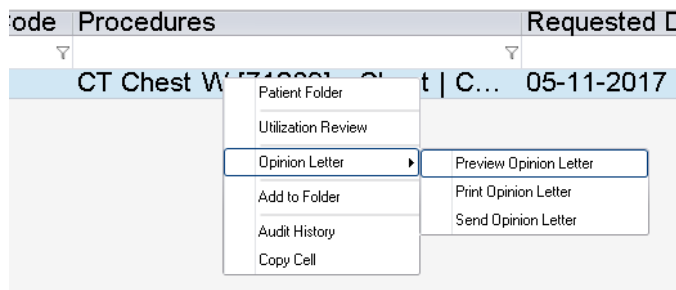 ode Procedures Requested
CT Chest W t | C... 05-11-2017
Patient Folder
Utilization Review
Opinion Letter
Preview Opinion Letter
Print Opinion Letter
Send Opinion Letter
Add to Folder
Audit History
Copy Cell